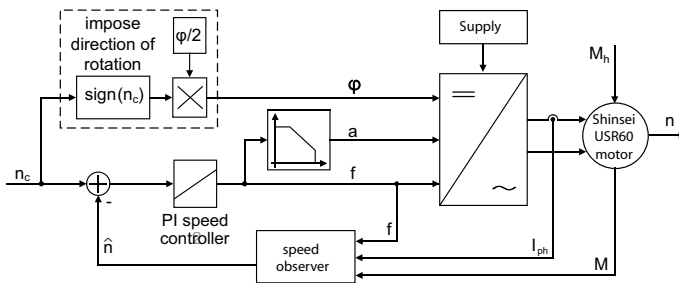 impose
direction of
rotation
φ/2
sign(n_c)
Supply
M_h
φ
Shinsei
USR60
motor
n
a
n_c
f
-
PI speed
controller
f
n̂
speed
observer
I_ph
M